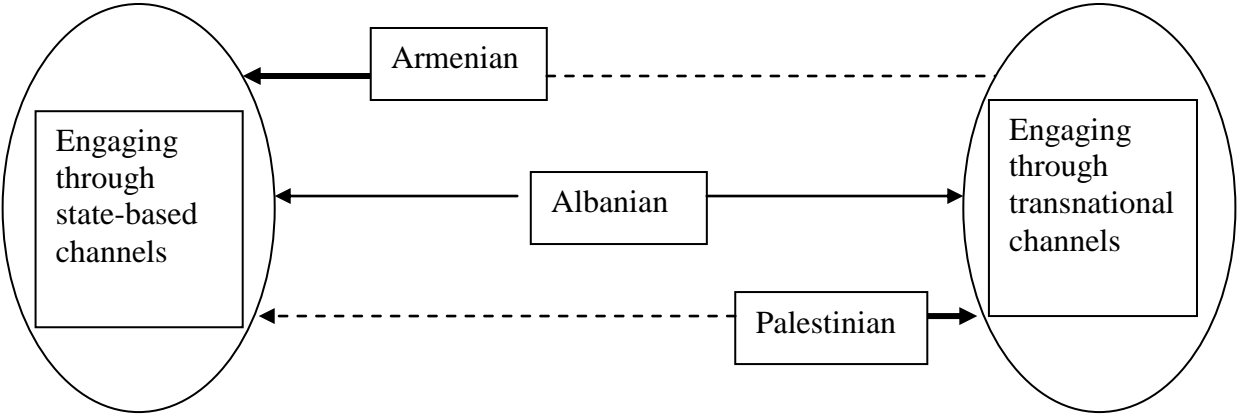 Armenian
Engaging
through
state-based
channels
Albanian
Engaging
through
transnational
channels
Palestinian